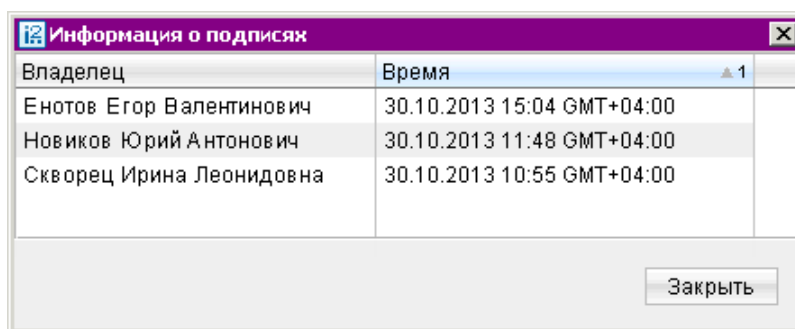 Информация о подписях
Владелец Время 1
Енотов Егор Валентинович 30.10.2013 15:04 GMT+04:00
Новиков Юрий Антонович 30.10.2013 11:48 GMT+04:00
Скворец Ирина Леонидовна 30.10.2013 10:55 GMT+04:00
Закрыть